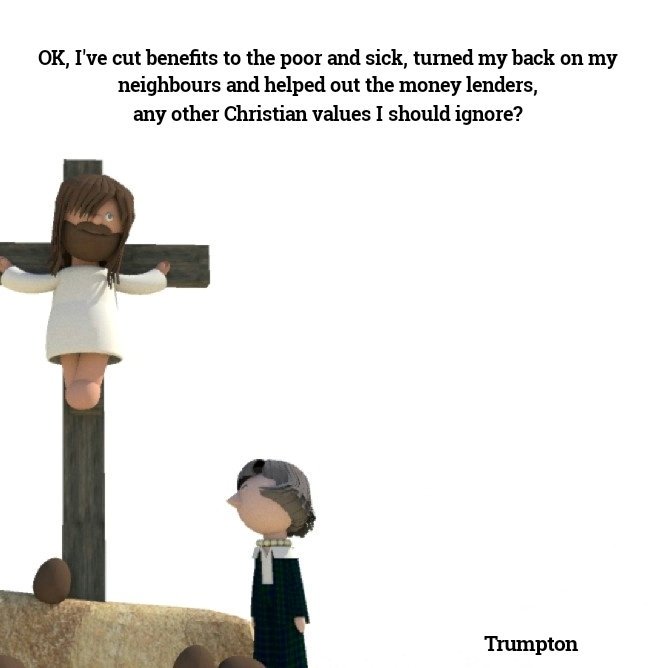 OK, I've cut benefits to the poor and sick, turned my back on my
neighbours and helped out the money lenders,
any other Christian values I should ignore?
Trumpton